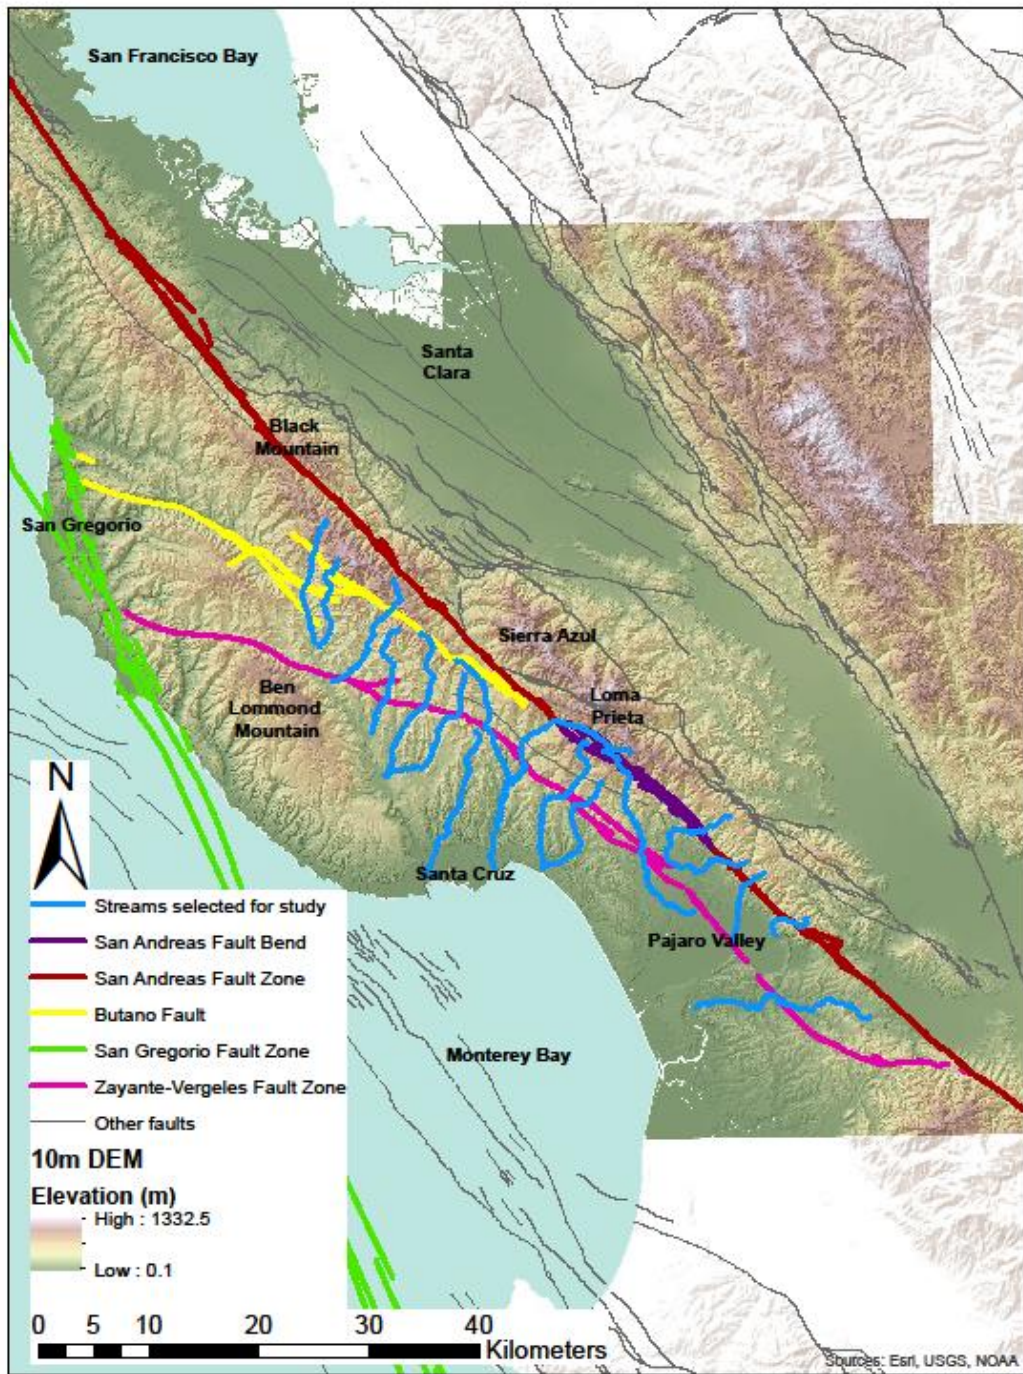 San Francisco Bay
Santa
Clara
Black
Mountain
San Gregorio
Sierra Azul
Ben
Lommond
Mountain
Loma
Prieta
N
Santa Cruz
Pajaro Valley
Monterey Bay
Streams selected for study
San Andreas Fault Bend
San Andreas Fault Zone
Butano Fault
San Gregorio Fault Zone
Zayante-Vergeles Fault Zone
Other faults
10m DEM
Elevation (m)
High : 1332.5
Low : 0.1
0 5 10 20 30 40
Kilometers
Sources: Esri, USGS, NOAA